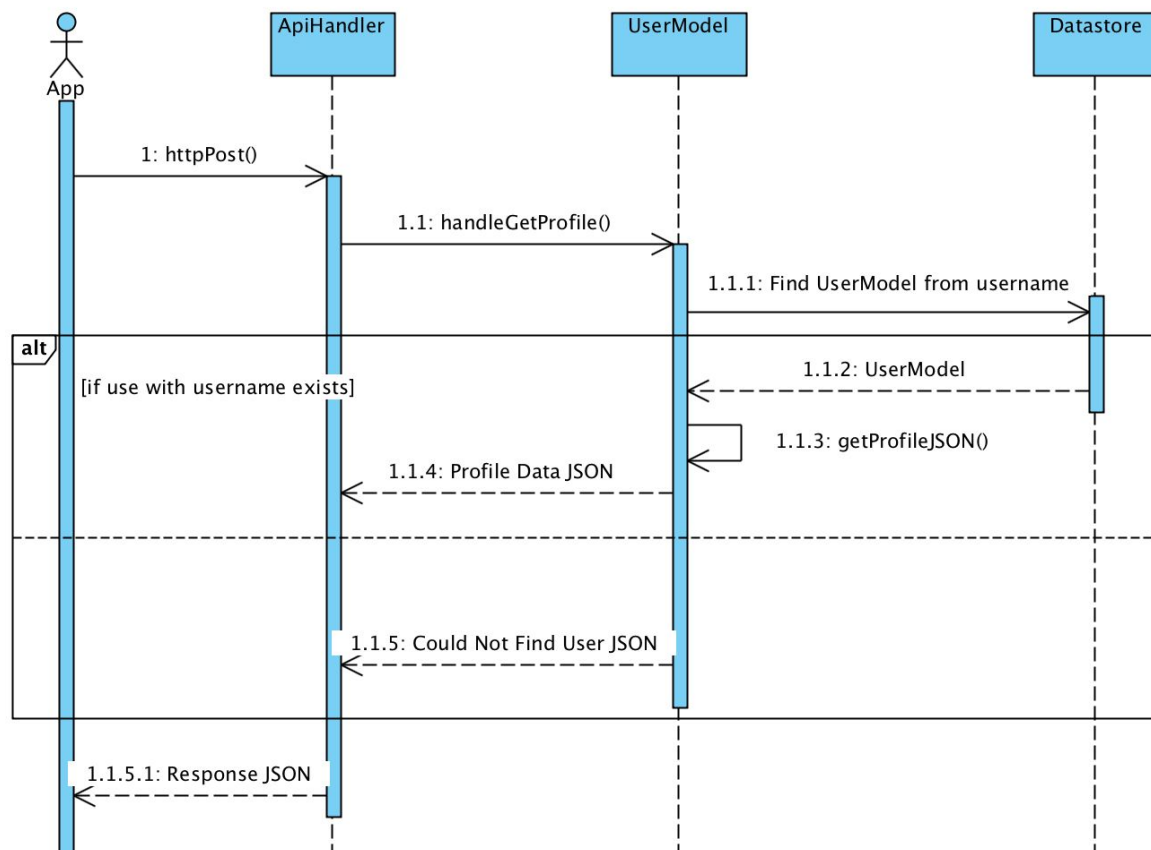 ApiHandler
UserModel
Datastore
App
1: httpPost()
1.1: handleGetProfile()
1.1.1: Find UserModel from username
alt
1.1.2: UserModel
[if use with username exists]
1.1.3: getProfileJSON()
1.1.4: Profile Data JSON
1.1.5: Could Not Find User JSON
1.1.5.1: Response JSON